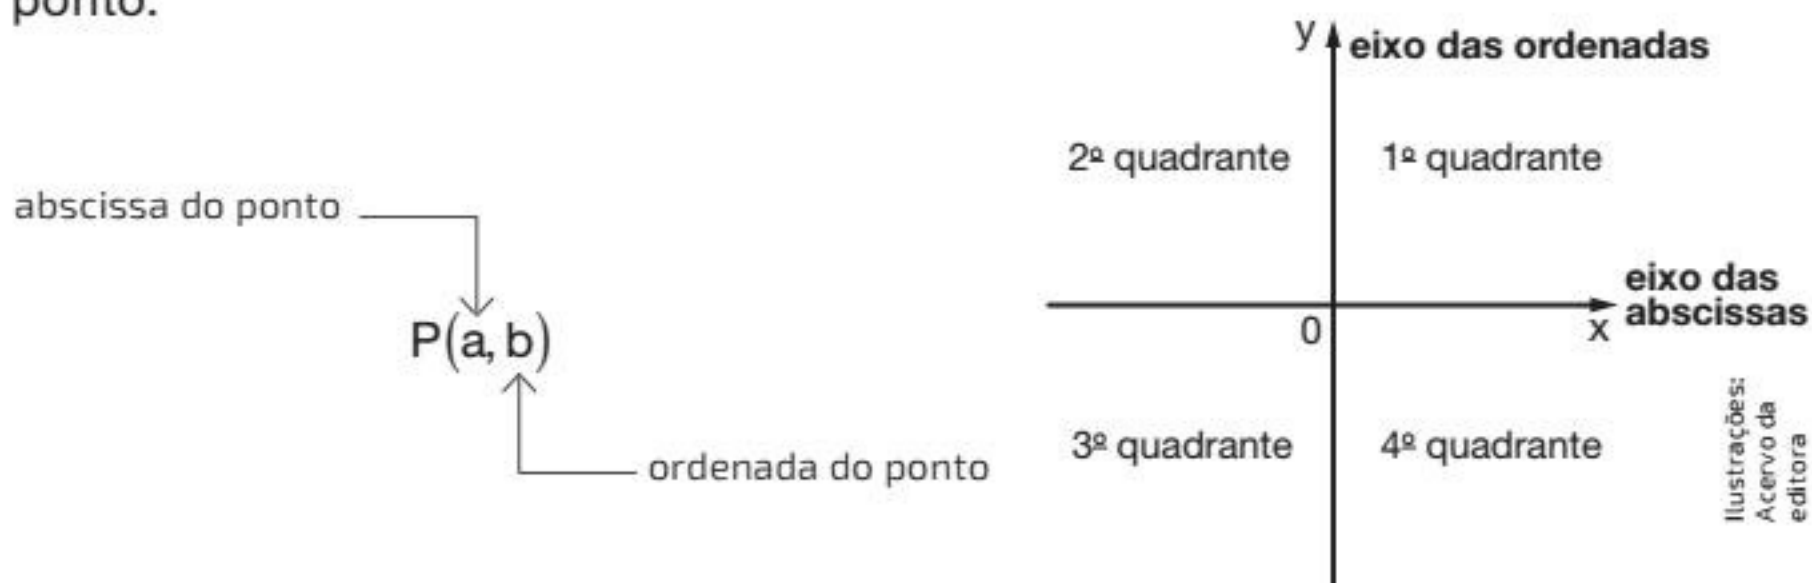 ponto.
abscissa do ponto
P(a, b)
ordenada do ponto
y
eixo das ordenadas
2º quadrante
1º quadrante
eixo das
abscissas
0
x
3º quadrante
4º quadrante
Ilustrações:
Acervo da
editora